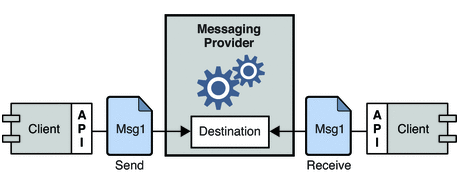 Messaging
Provider
Client
API
Msg1
Destination
Msg1
API
Client
Send
Receive